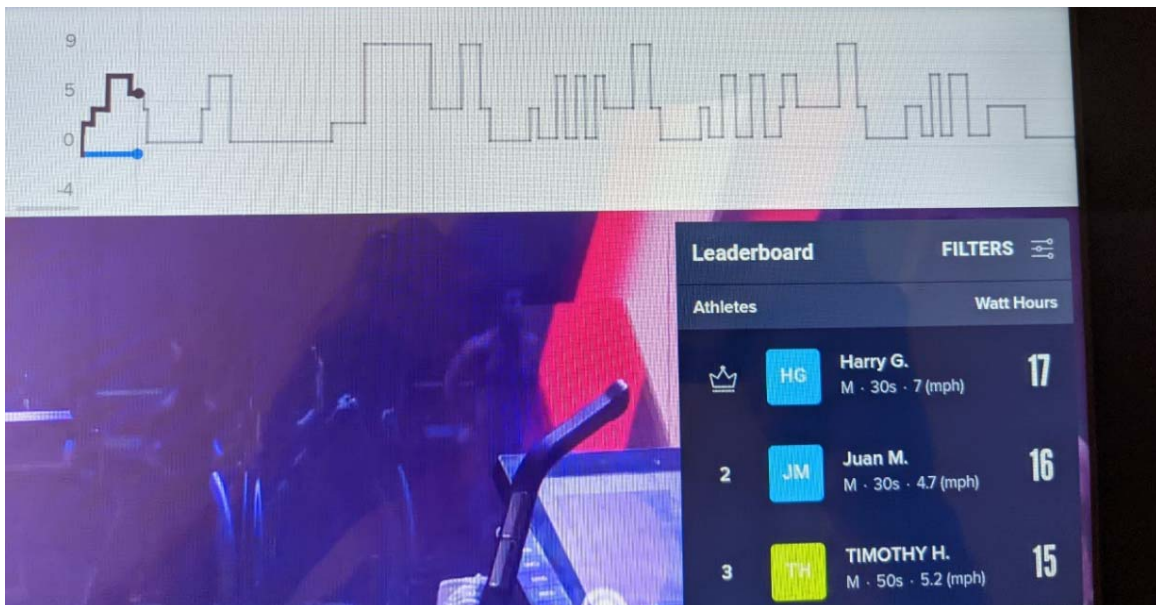 9
5
0
-4
Leaderboard FILTERS
Athletes Watt Hours
HG Harry G. 17
M · 30s · 7 (mph)
2 JM Juan M. 16
M · 30s · 4.7 (mph)
3 TH TIMOTHY H. 15
M · 50s · 5.2 (mph)